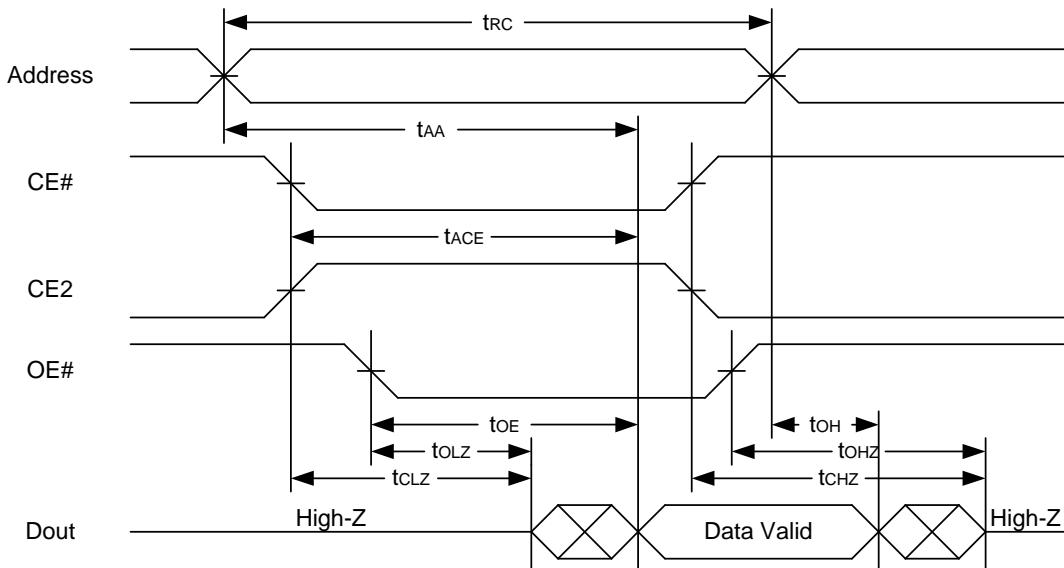 tRC
Address
tAA
CE#
tACE
CE2
OE#
tOE
tOH
tOLZ
tOHZ
tCLZ
tCHZ
Dout
High-Z
Data Valid
High-Z